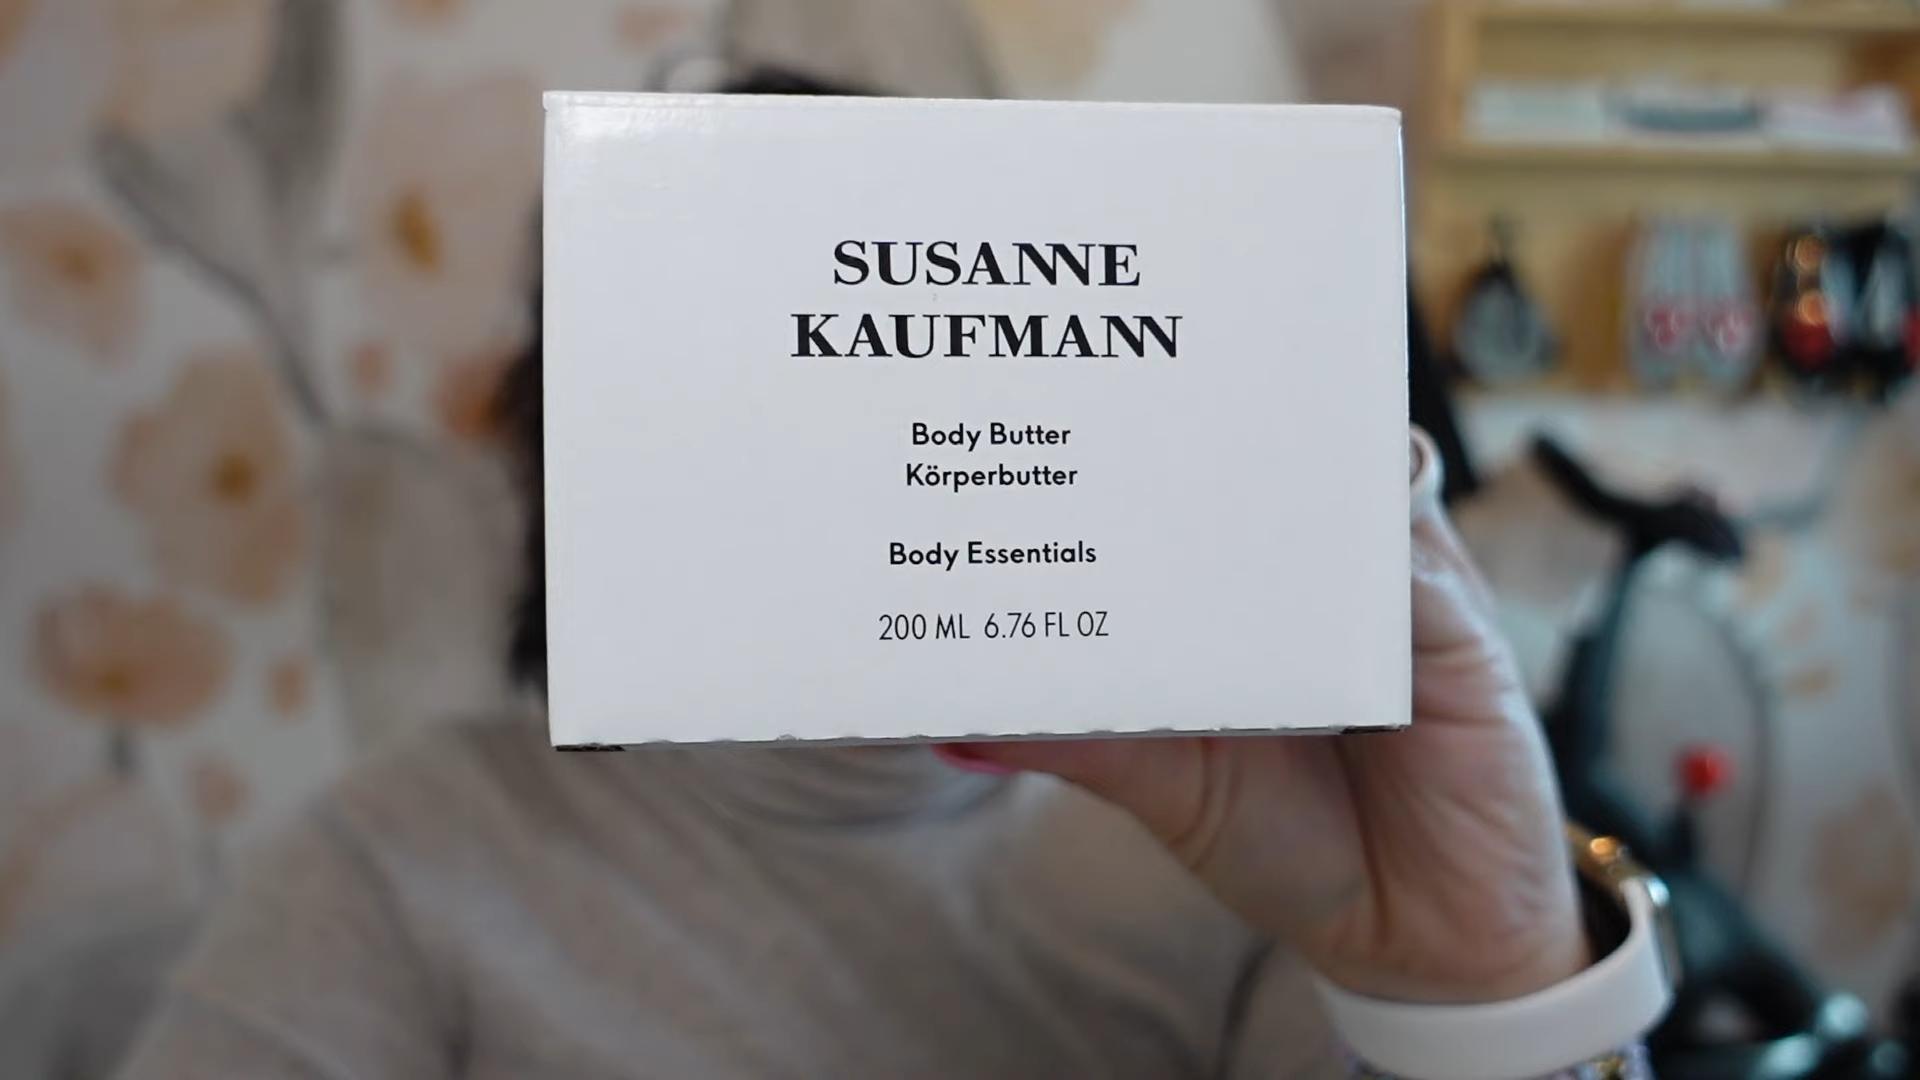 SUSANNE
KAUFMANN
Body Butter
Körperbutter
Body Essentials
200 ML 6.76 FL OZ